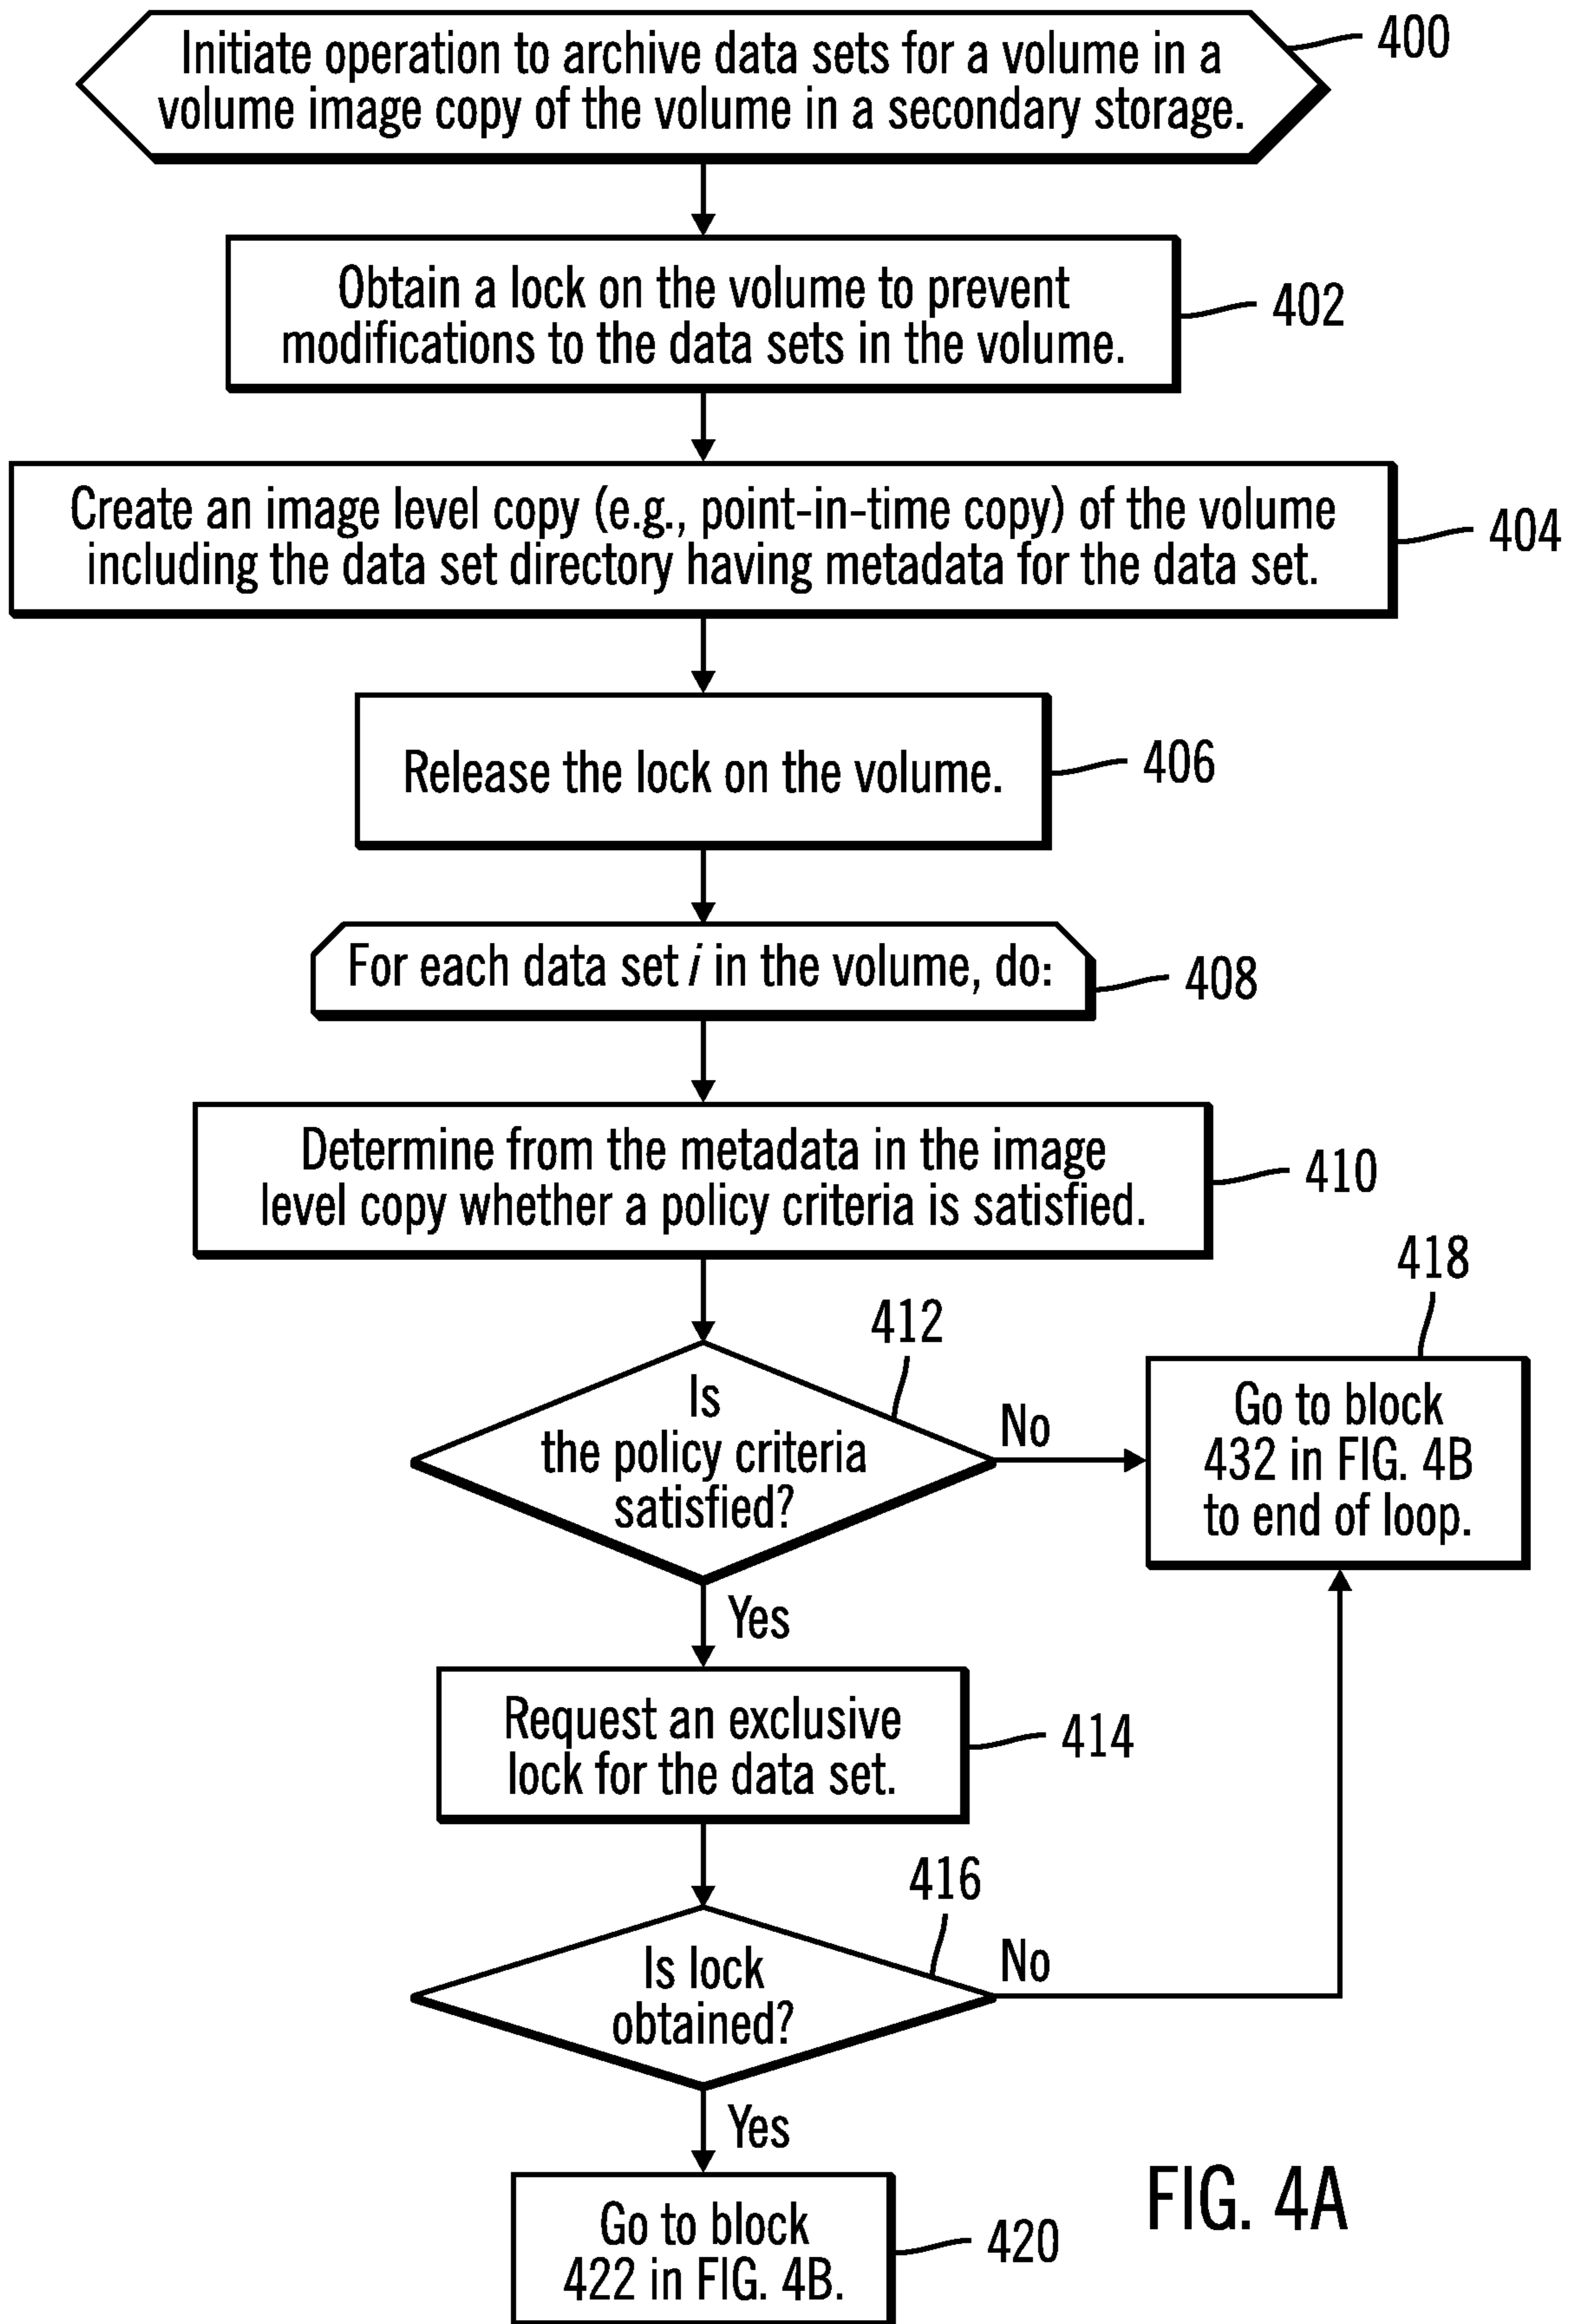 Initiate operation to archive data sets for a volume in a
volume image copy of the volume in a secondary storage.
400
Obtain a lock on the volume to prevent
modifications to the data sets in the volume.
402
Create an image level copy (e.g., point-in-time copy) of the volume
including the data set directory having metadata for the data set.
404
Release the lock on the volume.
406
For each data set i in the volume, do:
408
Determine from the metadata in the image
level copy whether a policy criteria is satisfied.
410
412
Is
the policy criteria
satisfied?
No
418
Go to block
432 in FIG. 4B
to end of loop.
Yes
Request an exclusive
lock for the data set.
414
416
Is lock
obtained?
No
Yes
Go to block
422 in FIG. 4B.
420
FIG. 4A